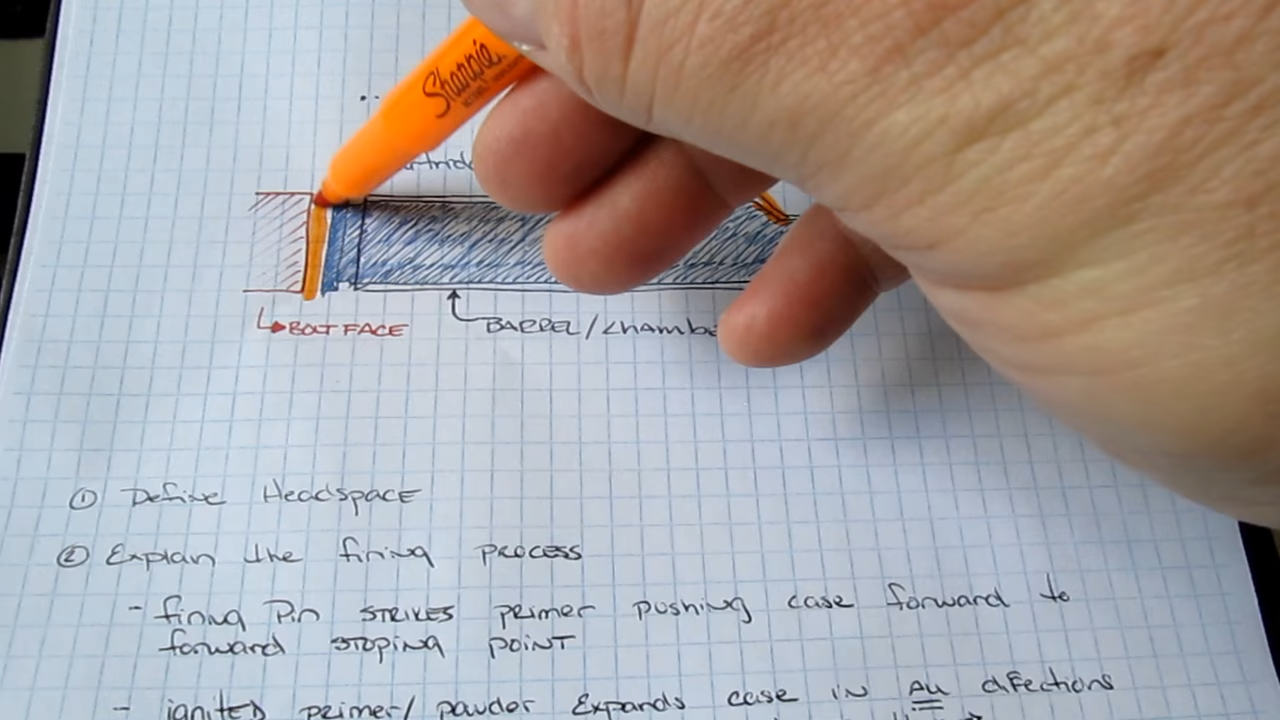 Sharpie
BOLT FACE
BARREL/Chambe
① Define Headspace
② Explain the firing process
- firing Pin STRIKES primer pushing case forward to
forward stoping point
- ignited primer/powder Expands case in ALL directions